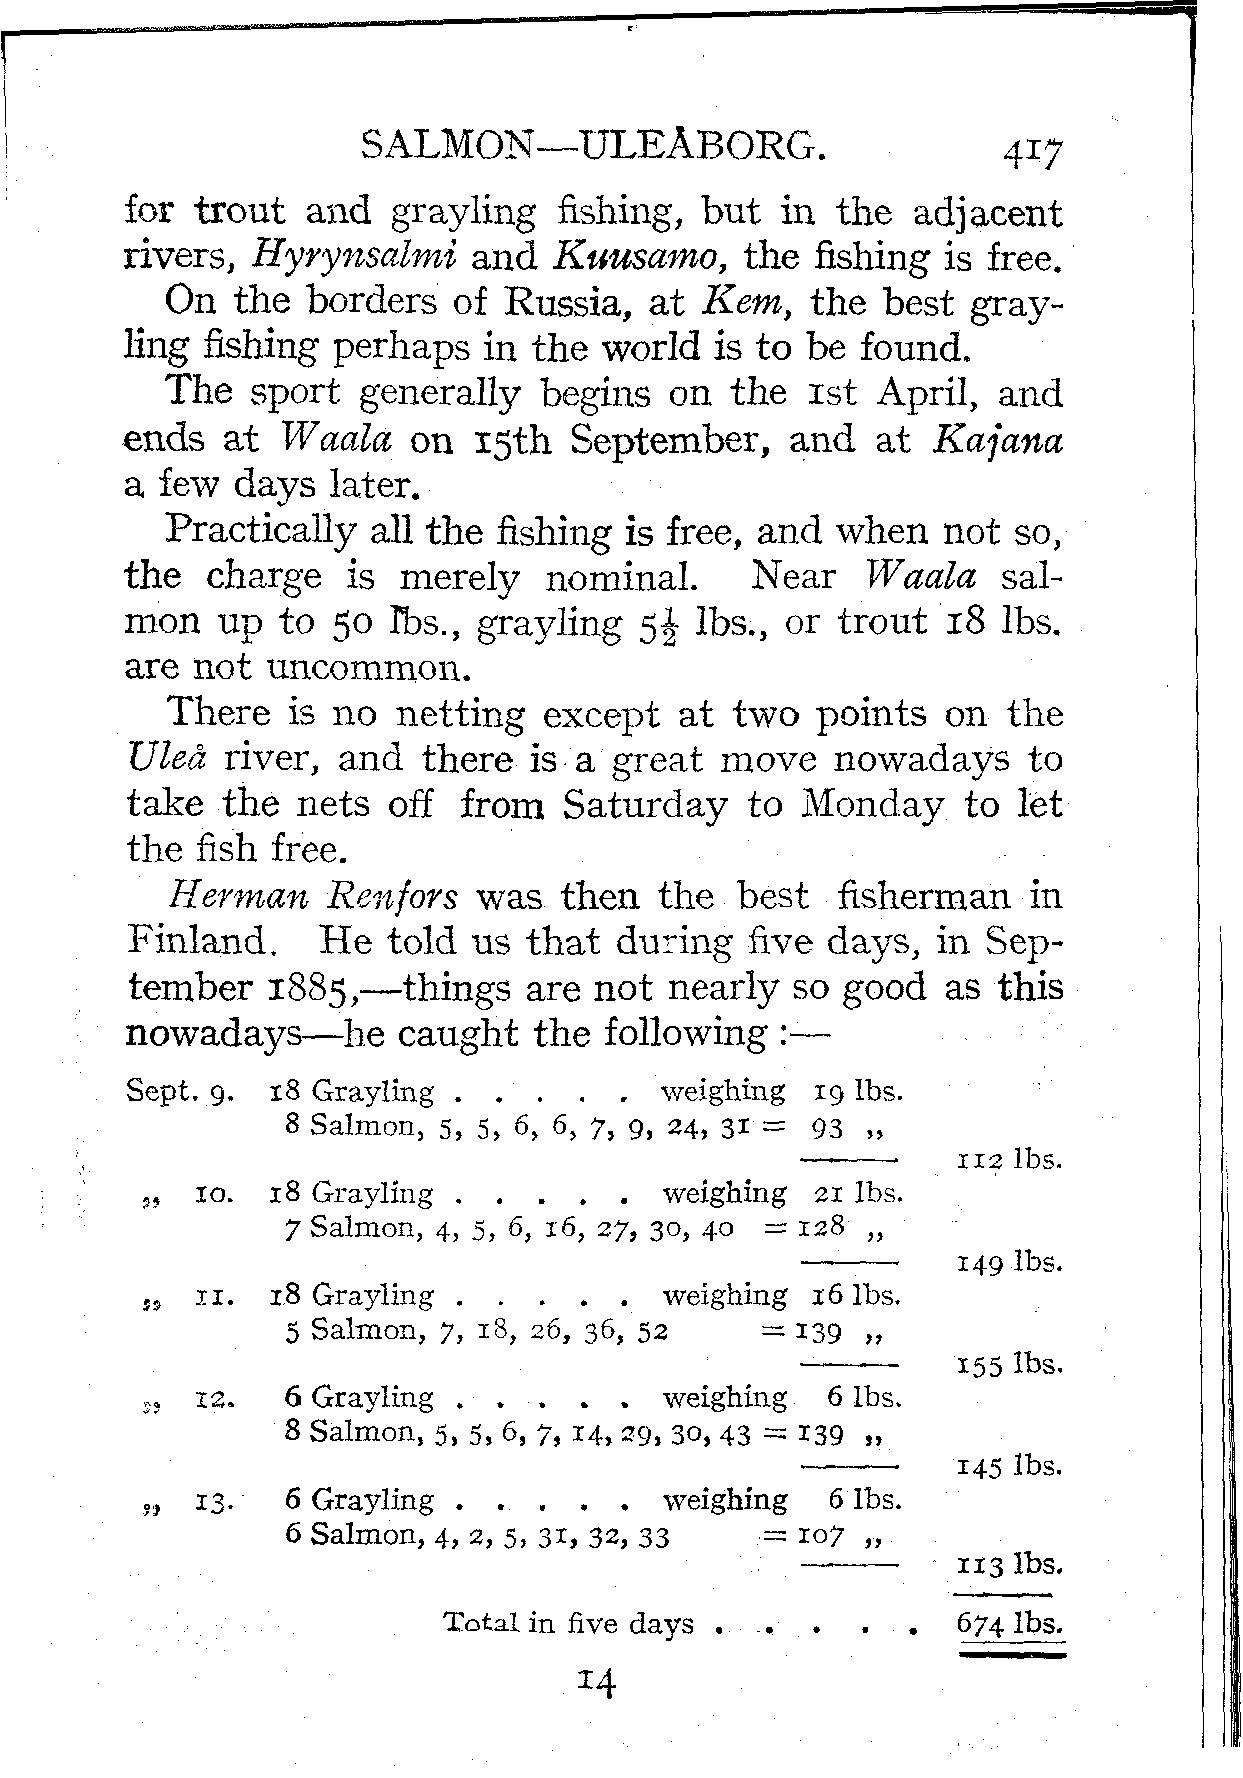 SALMON—ULEÅBORG. 417
for trout and grayling fishing, but in the adjacent
rivers, Hyrynsalmi and Kuusamo, the fishing is free.
On the borders of Russia, at Kem, the best gray-
ling fishing perhaps in the world is to be found.
The sport generally begins on the 1st April, and
ends at Waala on 15th September, and at Kajana
a few days later.
Practically all the fishing is free, and when not so,
the charge is merely nominal. Near Waala sal-
mon up to 50 lbs., grayling 5½ lbs., or trout 18 lbs.
are not uncommon.
There is no netting except at two points on the
Uleå river, and there is a great move nowadays to
take the nets off from Saturday to Monday to let
the fish free.
Herman Renfors was then the best fisherman in
Finland. He told us that during five days, in Sep-
tember 1885,—things are not nearly so good as this
nowadays—he caught the following :—
Sept. 9. 18 Grayling . . . . . weighing 19 lbs.
8 Salmon, 5, 5, 6, 6, 7, 9, 24, 31 = 93 „
112 lbs.
„ 10. 18 Grayling . . . . . weighing 21 lbs.
7 Salmon, 4, 5, 6, 16, 27, 30, 40 = 128 „
149 lbs.
„ 11. 18 Grayling . . . . . weighing 16 lbs.
5 Salmon, 7, 18, 26, 36, 52 = 139 „
155 lbs.
„ 12. 6 Grayling . . . . . weighing 6 lbs.
8 Salmon, 5, 5, 6, 7, 14, 29, 30, 43 = 139 „
145 lbs.
„ 13. 6 Grayling . . . . . weighing 6 lbs.
6 Salmon, 4, 2, 5, 31, 32, 33 = 107 „
113 lbs.
Total in five days . . . . . 674 lbs.
14